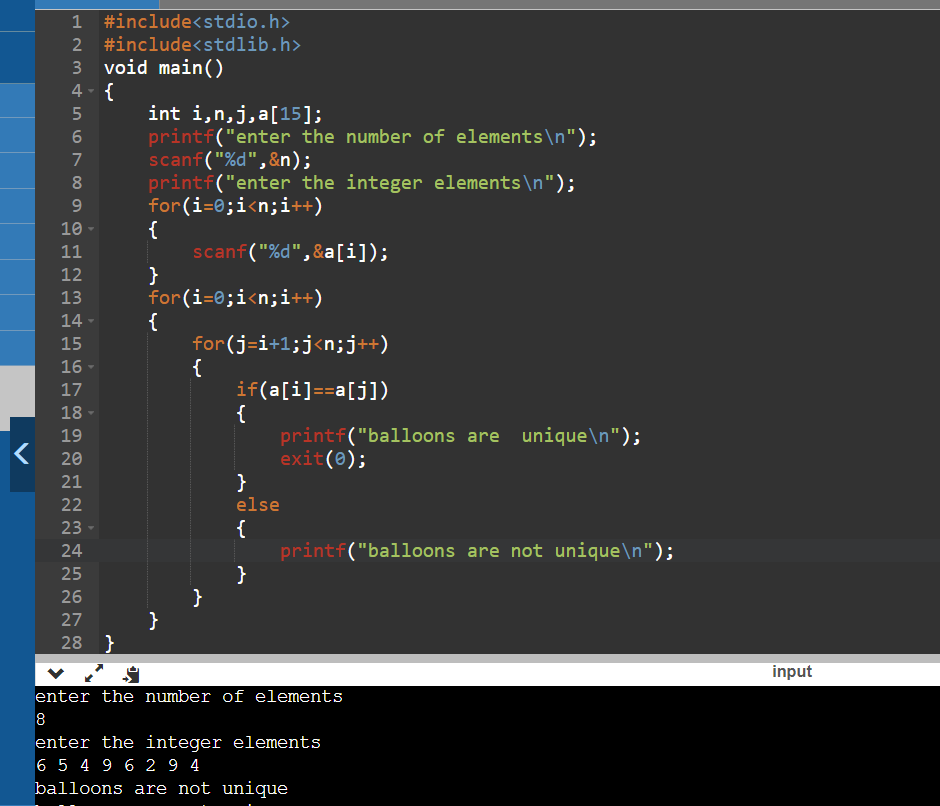 1 #include<stdio.h>
2 #include<stdlib.h>
3 void main()
4 {
5 int i,n,j,a[15];
6 printf("enter the number of elements\n");
7 scanf("%d",&n);
8 printf("enter the integer elements\n");
9 for(i=0;i<n;i++)
10 {
11 scanf("%d",&a[i]);
12 }
13 for(i=0;i<n;i++)
14 {
15 for(j=i+1;j<n;j++)
16 {
17 if(a[i]==a[j])
18 {
19 printf("balloons are  unique\n");
20 exit(0);
21 }
22 else
23 {
24 printf("balloons are not unique\n");
25 }
26 }
27 }
28 }
input
enter the number of elements
8
enter the integer elements
6 5 4 9 6 2 9 4
balloons are not unique